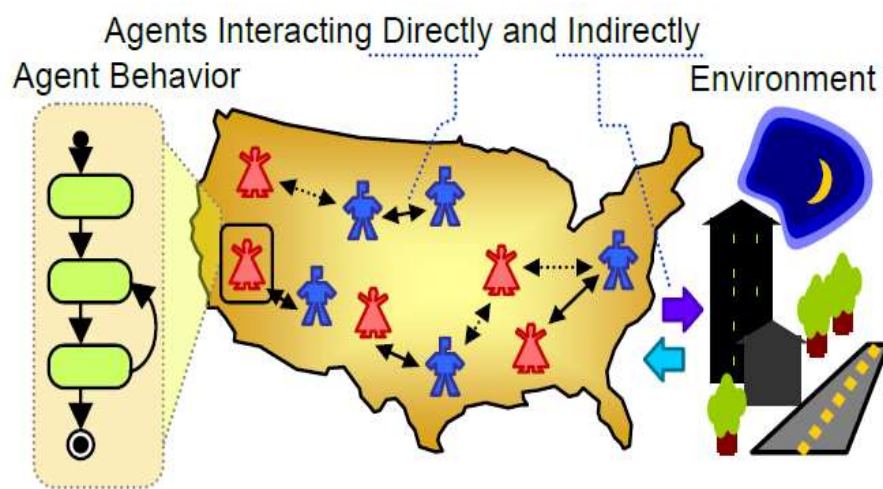 Agents Interacting Directly and Indirectly
Agent Behavior
Environment